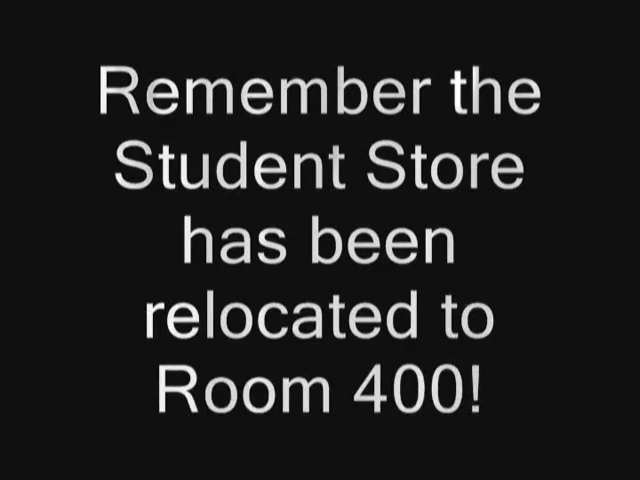 Remember the
Student Store
has been
relocated to
Room 400!